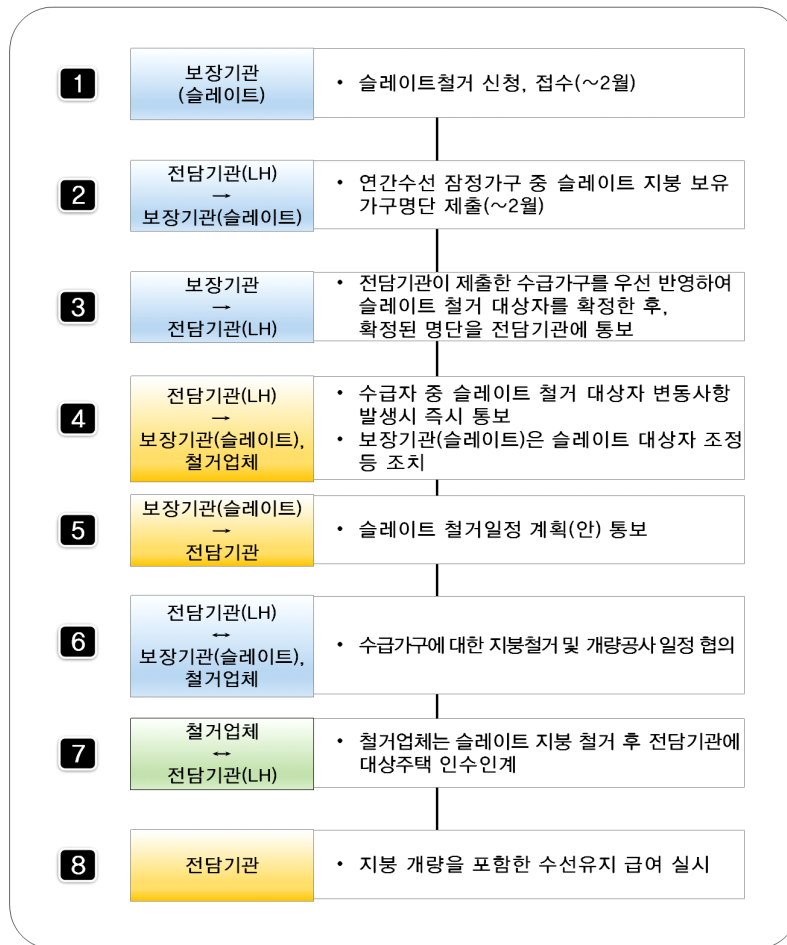 1
보장기관
(슬레이트)
• 슬레이트철거 신청, 접수(～2월)
2
전담기관(LH)
→
보장기관(슬레이트)
• 연간수선 잠정가구 중 슬레이트 지붕 보유
가구명단 제출(～2월)
3
보장기관
→
전담기관(LH)
• 전담기관이 제출한 수급가구를 우선 반영하여
슬레이트 철거 대상자를 확정한 후,
확정된 명단을 전담기관에 통보
4
전담기관(LH)
→
보장기관(슬레이트),
철거업체
• 수급자 중 슬레이트 철거 대상자 변동사항
발생시 즉시 통보
• 보장기관(슬레이트)은 슬레이트 대상자 조정
등 조치
5
보장기관(슬레이트)
→
전담기관
• 슬레이트 철거일정 계획(안) 통보
6
전담기관(LH)
↔
보장기관(슬레이트),
철거업체
• 수급가구에 대한 지붕철거 및 개량공사 일정 협의
7
철거업체
↔
전담기관(LH)
• 철거업체는 슬레이트 지붕 철거 후 전담기관에
대상주택 인수인계
8
전담기관
• 지붕 개량을 포함한 수선유지 급여 실시